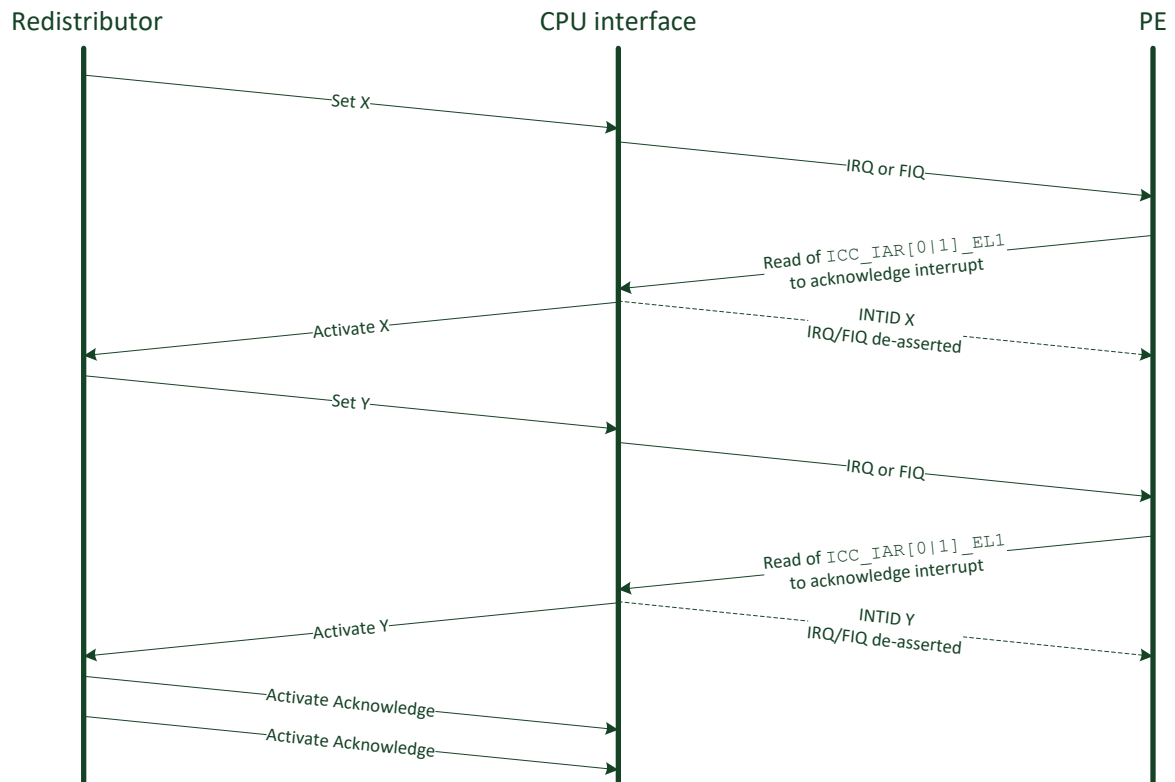 Redistributor
CPU interface
PE
Set X
IRQ or FIQ
Read of ICC_IAR[0|1]_EL1
to acknowledge interrupt
Activate X
INTID X
IRQ/FIQ de-asserted
Set Y
IRQ or FIQ
Read of ICC_IAR[0|1]_EL1
to acknowledge interrupt
Activate Y
INTID Y
IRQ/FIQ de-asserted
Activate Acknowledge
Activate Acknowledge